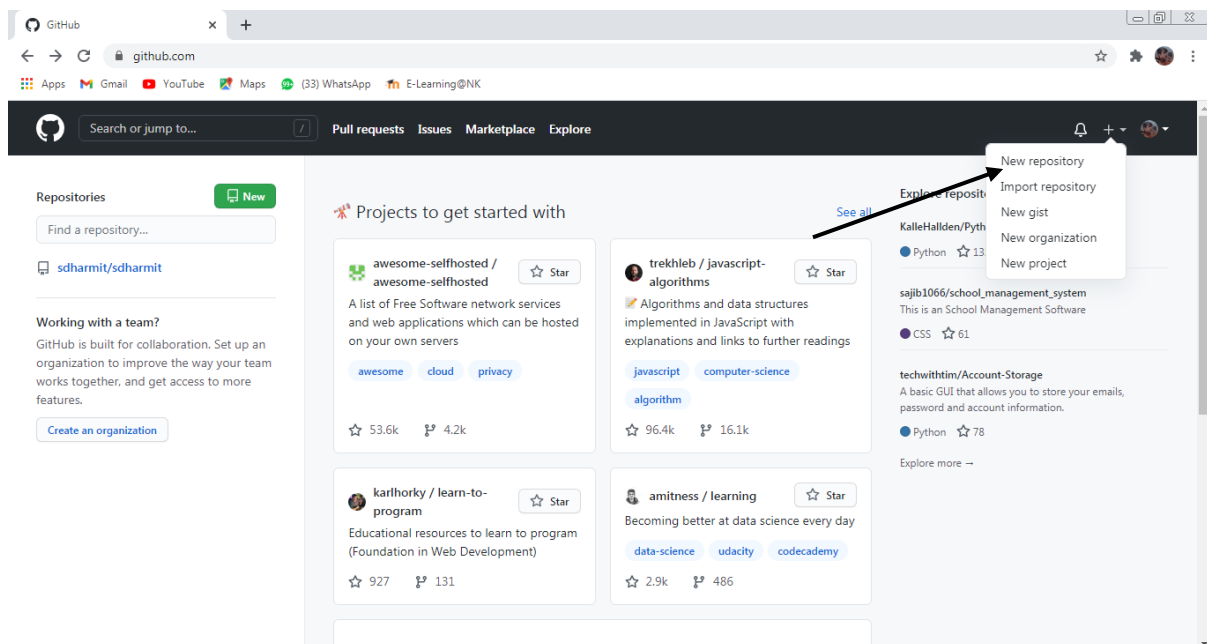 GitHub
github.com
Apps Gmail YouTube Maps (33) WhatsApp E-Learning@NK
Search or jump to... / Pull requests Issues Marketplace Explore
New repository
Import repository
New gist
New organization
New project
Repositories New
Find a repository...
sdharmit/sdharmit
Working with a team?
GitHub is built for collaboration. Set up an
organization to improve the way your team
works together, and get access to more
features.
Create an organization
Projects to get started with See all
awesome-selfhosted /
awesome-selfhosted
Star
A list of Free Software network services
and web applications which can be hosted
on your own servers
awesome cloud privacy
53.6k 4.2k
trekhleb / javascript-
algorithms
Star
Algorithms and data structures
implemented in JavaScript with
explanations and links to further readings
javascript computer-science
algorithm
96.4k 16.1k
karlhorky / learn-to-
program
Star
Educational resources to learn to program
(Foundation in Web Development)
927 131
amitness / learning Star
Becoming better at data science every day
data-science udacity codecademy
2.9k 486
Explore
KalleHallden/Pyth
Python
sajib1066/school_management_system
This is an School Management Software
CSS 61
techwithtim/Account-Storage
A basic GUI that allows you to store your emails,
password and account information.
Python 78
Explore more →